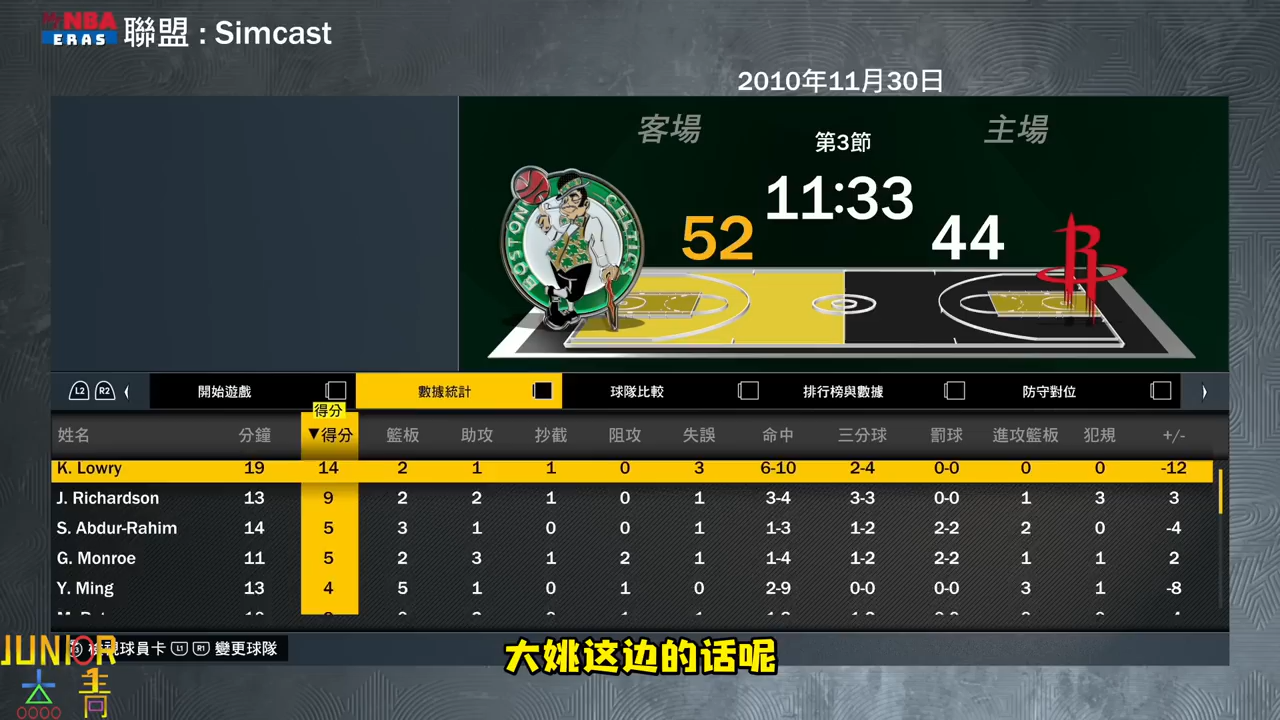 NBA ERAS 聯盟 : Simcast
2010年11月30日
客場 第3節 主場
11:33
52 44
BOSTON CELTICS
R
L2 R2 開始遊戲 數據統計 球隊比較 排行榜與數據 防守對位
得分
姓名 分鐘 ▼得分 籃板 助攻 抄截 阻攻 失誤 命中 三分球 罰球 進攻籃板 犯規 +/-
K. Lowry 19 14 2 1 1 0 3 6-10 2-4 0-0 0 0 -12
J. Richardson 13 9 2 2 1 0 1 3-4 3-3 0-0 1 3 3
S. Abdur-Rahim 14 5 3 1 0 0 1 1-3 1-2 2-2 2 0 -4
G. Monroe 11 5 2 3 1 2 1 1-4 1-2 2-2 1 1 2
Y. Ming 13 4 5 1 0 1 0 2-9 0-0 0-0 3 1 -8
檢視球員卡 L1 R1 變更球隊
JUNIOR
大青
大姚这边的话呢